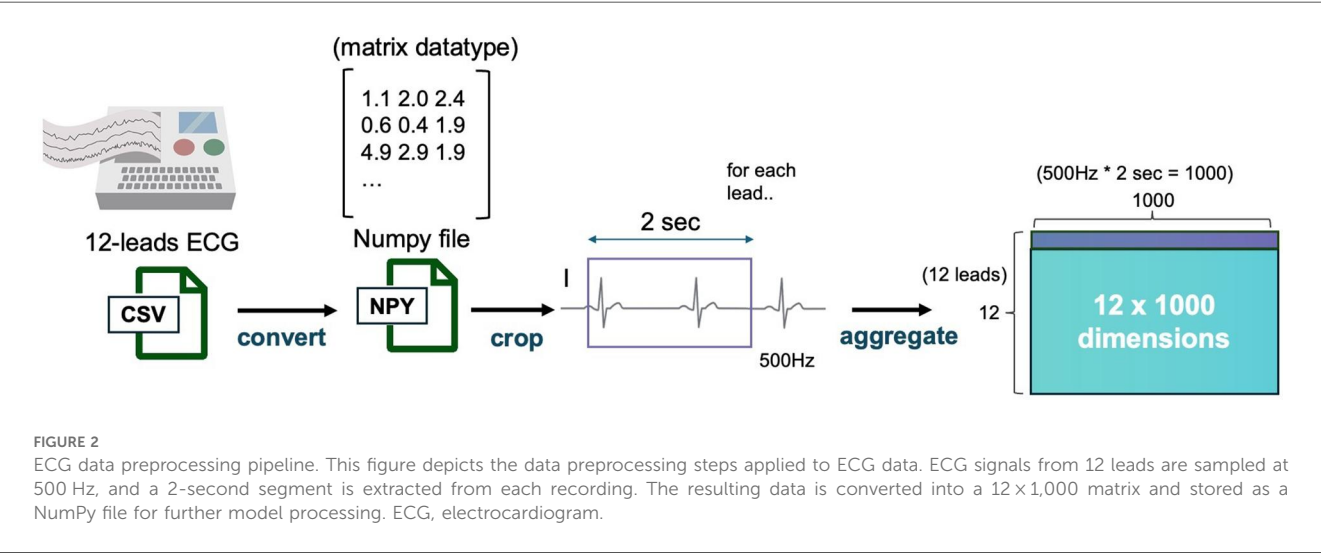 (matrix datatype)
1.1 2.0 2.4
0.6 0.4 1.9
4.9 2.9 1.9
...
12-leads ECG
CSV
convert
Numpy file
NPY
crop
for each
lead..
2 sec
I
500Hz
aggregate
(500Hz * 2 sec = 1000)
1000
(12 leads)
12
12 x 1000
dimensions
FIGURE 2
ECG data preprocessing pipeline. This figure depicts the data preprocessing steps applied to ECG data. ECG signals from 12 leads are sampled at
500 Hz, and a 2-second segment is extracted from each recording. The resulting data is converted into a 12 × 1,000 matrix and stored as a
NumPy file for further model processing. ECG, electrocardiogram.